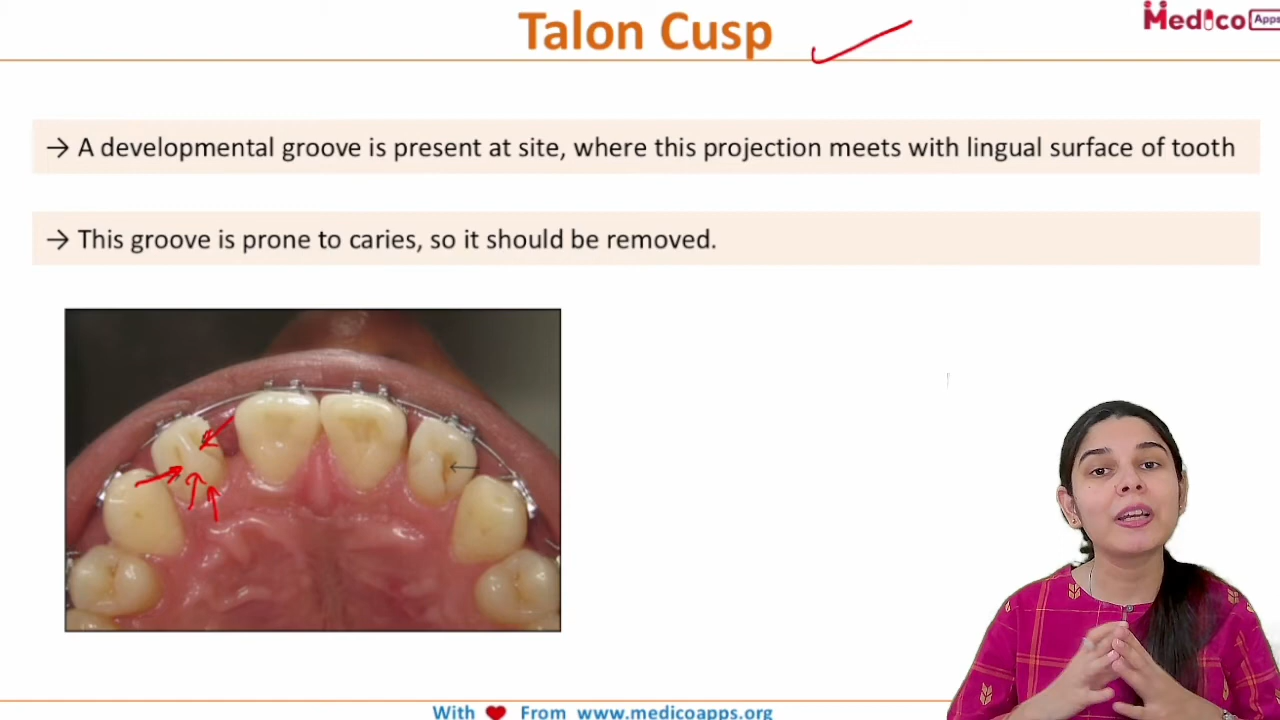 Talon Cusp
Medico Apps
→ A developmental groove is present at site, where this projection meets with lingual surface of tooth
→ This groove is prone to caries, so it should be removed.
With ❤ From www.medicoapps.org